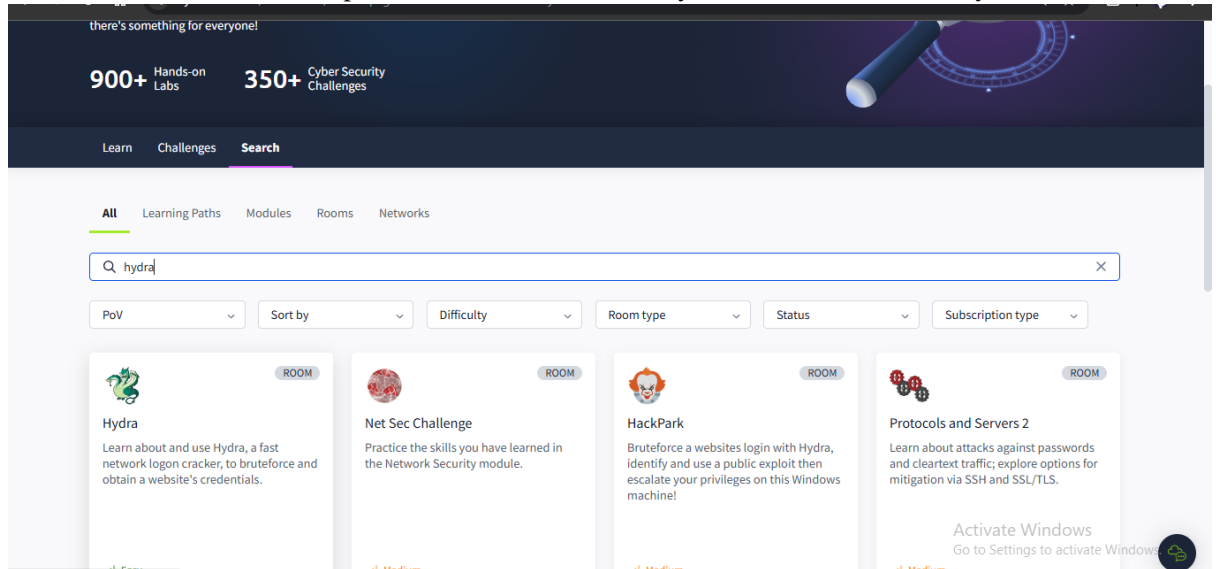 there's something for everyone!
900+ Hands-on Labs
350+ Cyber Security Challenges
Learn Challenges Search
All Learning Paths Modules Rooms Networks
hydra
PoV Sort by Difficulty Room type Status Subscription type
ROOM
Hydra
Learn about and use Hydra, a fast
network logon cracker, to bruteforce and
obtain a website's credentials.
ROOM
Net Sec Challenge
Practice the skills you have learned in
the Network Security module.
ROOM
HackPark
Bruteforce a websites login with Hydra,
identify and use a public exploit then
escalate your privileges on this Windows
machine!
ROOM
Protocols and Servers 2
Learn about attacks against passwords
and cleartext traffic; explore options for
mitigation via SSH and SSL/TLS.
Activate Windows
Go to Settings to activate Windows.